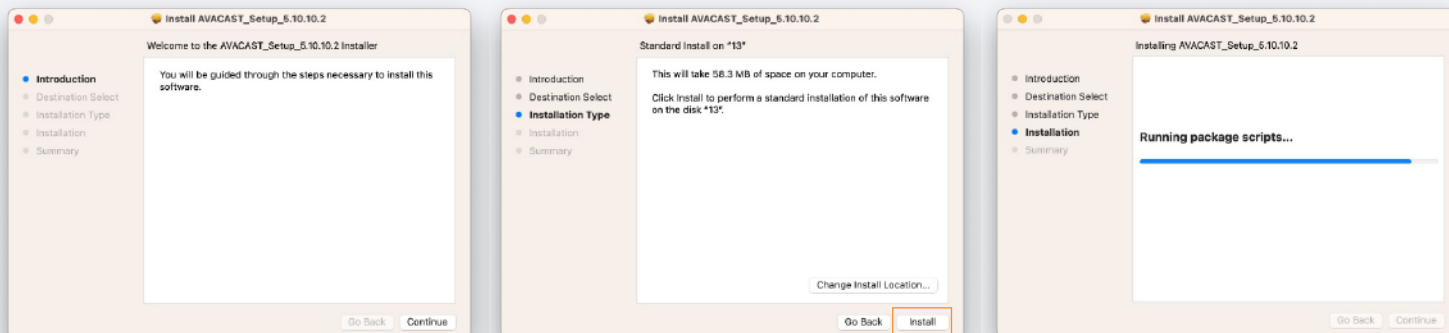 Install AVACAST_Setup_5.10.10.2
Welcome to the AVACAST_Setup_5.10.10.2 Installer
Introduction
Destination Select
Installation Type
Installation
Summary
You will be guided through the steps necessary to install this
software.
Go Back
Continue
Install AVACAST_Setup_5.10.10.2
Standard Install on "13"
Introduction
Destination Select
Installation Type
Installation
Summary
This will take 58.3 MB of space on your computer.
Click Install to perform a standard installation of this software
on the disk "13".
Change Install Location...
Go Back
Install
Install AVACAST_Setup_5.10.10.2
Installing AVACAST_Setup_5.10.10.2
Introduction
Destination Select
Installation Type
Installation
Summary
Running package scripts...
Go Back
Continue